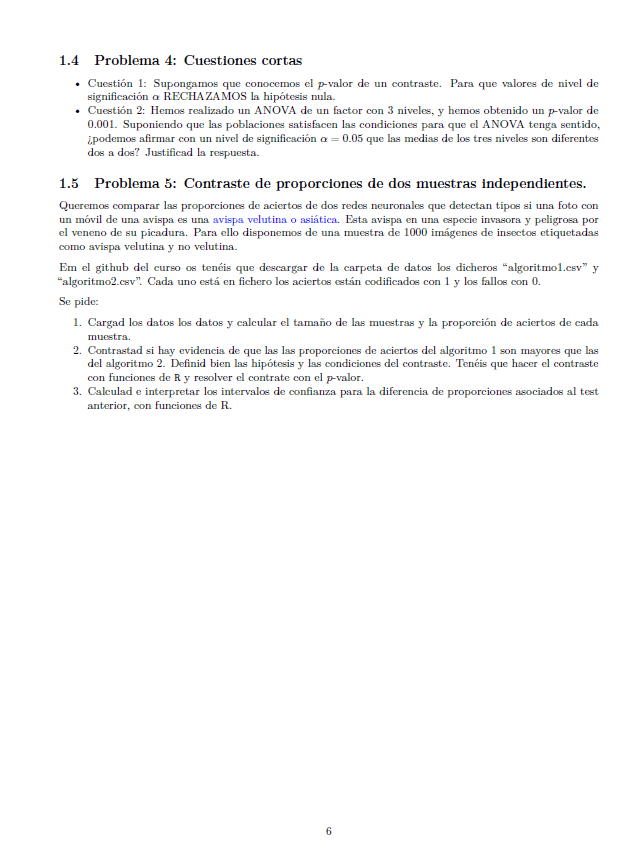 1.4 Problema 4: Cuestiones cortas
• Cuestión 1: Supongamos que conocemos el p-valor de un contraste. Para que valores de nivel de
significación α RECHAZAMOS la hipótesis nula.
• Cuestión 2: Hemos realizado un ANOVA de un factor con 3 niveles, y hemos obtenido un p-valor de
0.001. Suponiendo que las poblaciones satisfacen las condiciones para que el ANOVA tenga sentido,
¿podemos afirmar con un nivel de significación α = 0.05 que las medias de los tres niveles son diferentes
dos a dos? Justificad la respuesta.
1.5 Problema 5: Contraste de proporciones de dos muestras independientes.
Queremos comparar las proporciones de aciertos de dos redes neuronales que detectan tipos si una foto con
un móvil de una avispa es una avispa velutina o asiática. Esta avispa en una especie invasora y peligrosa por
el veneno de su picadura. Para ello disponemos de una muestra de 1000 imágenes de insectos etiquetadas
como avispa velutina y no velutina.
Em el github del curso os tenéis que descargar de la carpeta de datos los dicheros “algoritmo1.csv” y
“algoritmo2.csv”. Cada uno está en fichero los aciertos están codificados con 1 y los fallos con 0.
Se pide:
1. Cargad los datos los datos y calcular el tamaño de las muestras y la proporción de aciertos de cada
muestra.
2. Contrastad si hay evidencia de que las las proporciones de aciertos del algoritmo 1 son mayores que las
del algoritmo 2. Definid bien las hipótesis y las condiciones del contraste. Tenéis que hacer el contraste
con funciones de R y resolver el contrate con el p-valor.
3. Calculad e interpretar los intervalos de confianza para la diferencia de proporciones asociados al test
anterior, con funciones de R.
6